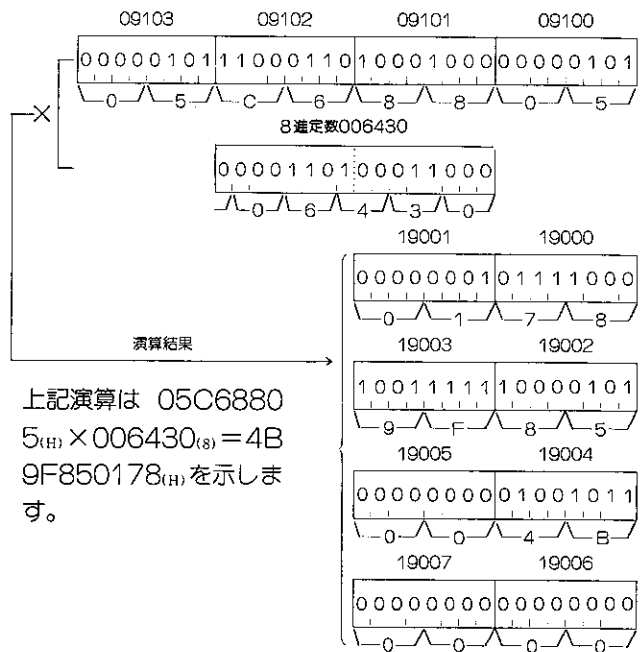 09103 09102 09101 09100
00000101 11000110 10001000 00000101
× 0 5 C 6 8 8 0 5
8進定数006430
00001101 00011000
0 6 4 3 0
19001 19000
00000001 01111000
0 1 7 8
演算結果
19003 19002
10011111 10000101
9 F 8 5
19005 19004
00000000 01001011
0 0 4 B
19007 19006
00000000 00000000
0 0 0 0
上記演算は 05C6880
5(H)×006430(8)=4B
9F850178(H)を示しま
す。